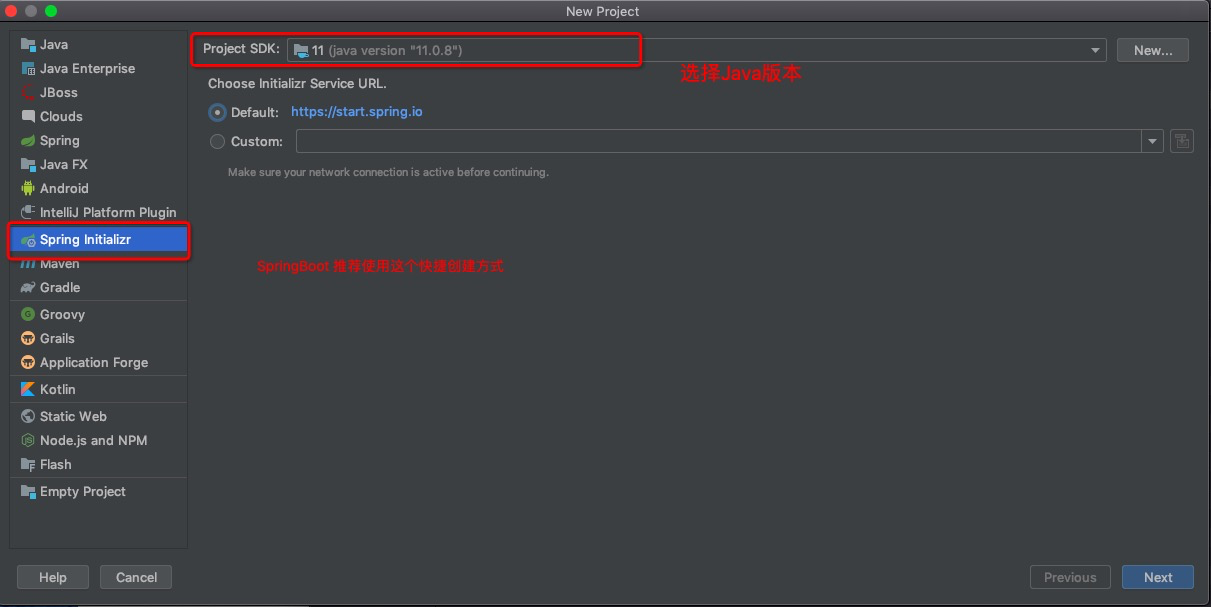 New Project
Java
Java Enterprise
JBoss
Clouds
Spring
Java FX
Android
IntelliJ Platform Plugin
Spring Initializr
Maven
Gradle
Groovy
Grails
Application Forge
Kotlin
Static Web
Node.js and NPM
Flash
Empty Project
Project SDK: 11 (java version "11.0.8") New...
选择Java版本
Choose Initializr Service URL.
Default: https://start.spring.io
Custom:
Make sure your network connection is active before continuing.
SpringBoot 推荐使用这个快捷创建方式
Help Cancel Previous Next